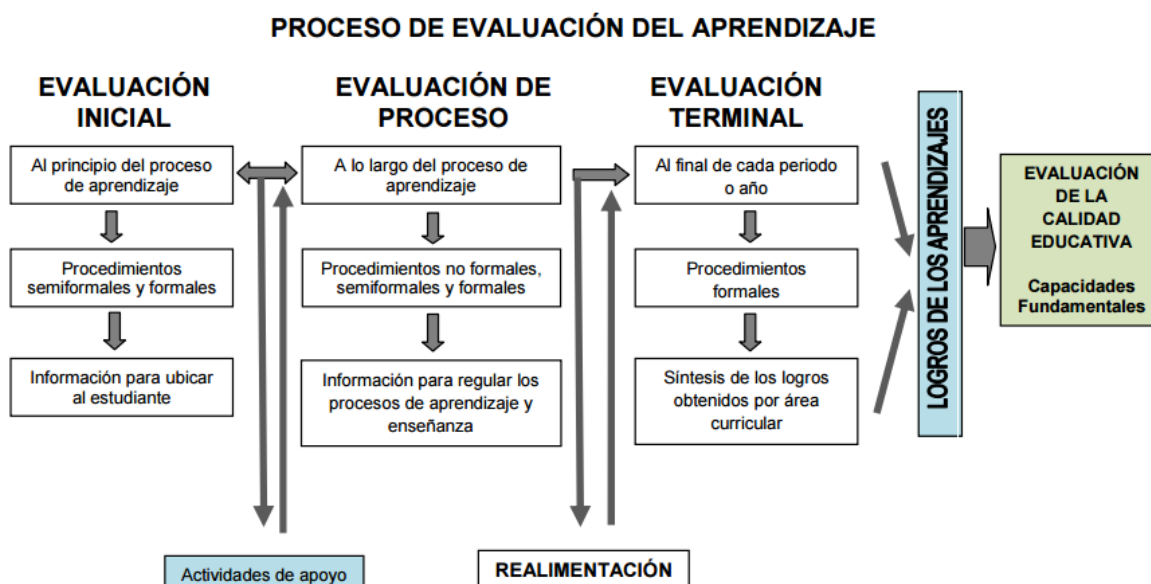 PROCESO DE EVALUACIÓN DEL APRENDIZAJE
EVALUACIÓN
INICIAL
Al principio del proceso
de aprendizaje
Procedimientos
semiformales y formales
Información para ubicar
al estudiante
EVALUACIÓN DE
PROCESO
A lo largo del proceso de
aprendizaje
Procedimientos no formales,
semiformales y formales
Información para regular los
procesos de aprendizaje y
enseñanza
EVALUACIÓN
TERMINAL
Al final de cada periodo
o año
Procedimientos
formales
Síntesis de los logros
obtenidos por área
curricular
LOGROS DE LOS APRENDIZAJES
EVALUACIÓN
DE LA
CALIDAD
EDUCATIVA
Capacidades
Fundamentales
Actividades de apoyo
REALIMENTACIÓN